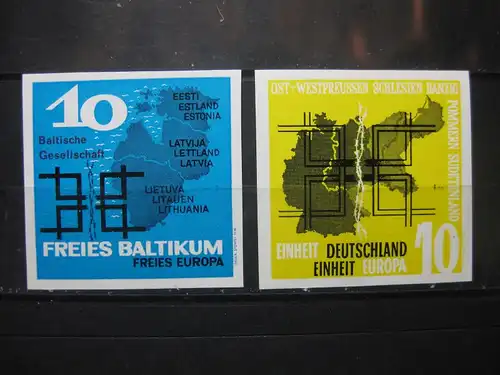 10
EESTI
ESTLAND
ESTONIA
Baltische
Gesellschaft
LATVIJA
LETTLAND
LATVIA
LIETUVA
LITAUEN
LITHUANIA
FREIES BALTIKUM
FREIES EUROPA
OST-WESTPREUSSEN SCHLESIEN DANZIG
POMMERN SUDETENLAND
EINHEIT DEUTSCHLAND
EINHEIT EUROPA
10